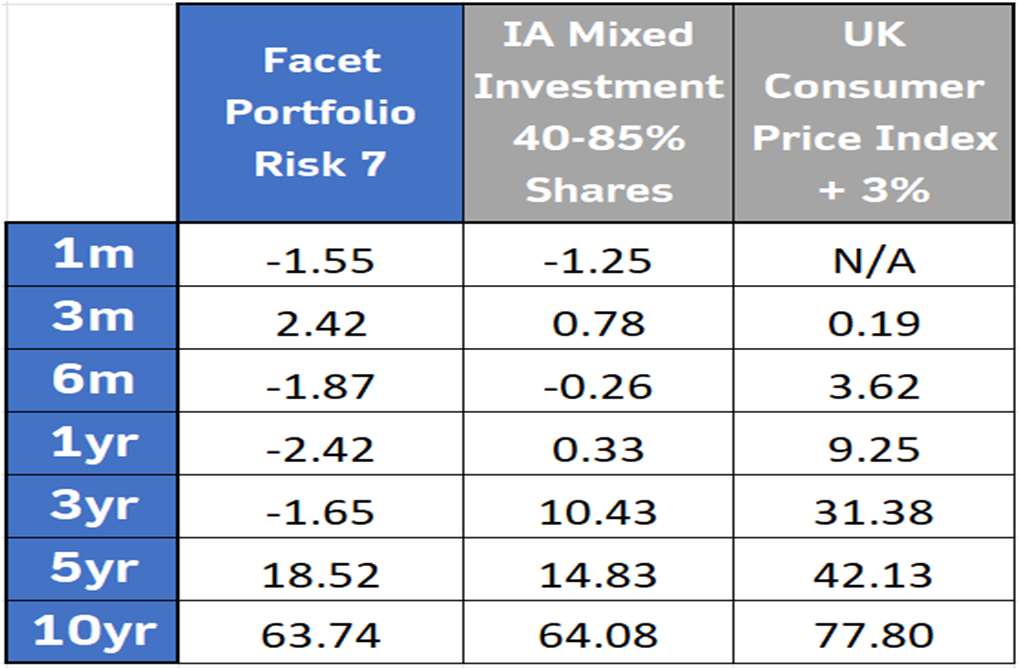 Facet
Portfolio
Risk 7
IA Mixed
Investment
40-85%
Shares
UK
Consumer
Price Index
+ 3%
1m -1.55 -1.25 N/A
3m 2.42 0.78 0.19
6m -1.87 -0.26 3.62
1yr -2.42 0.33 9.25
3yr -1.65 10.43 31.38
5yr 18.52 14.83 42.13
10yr 63.74 64.08 77.80